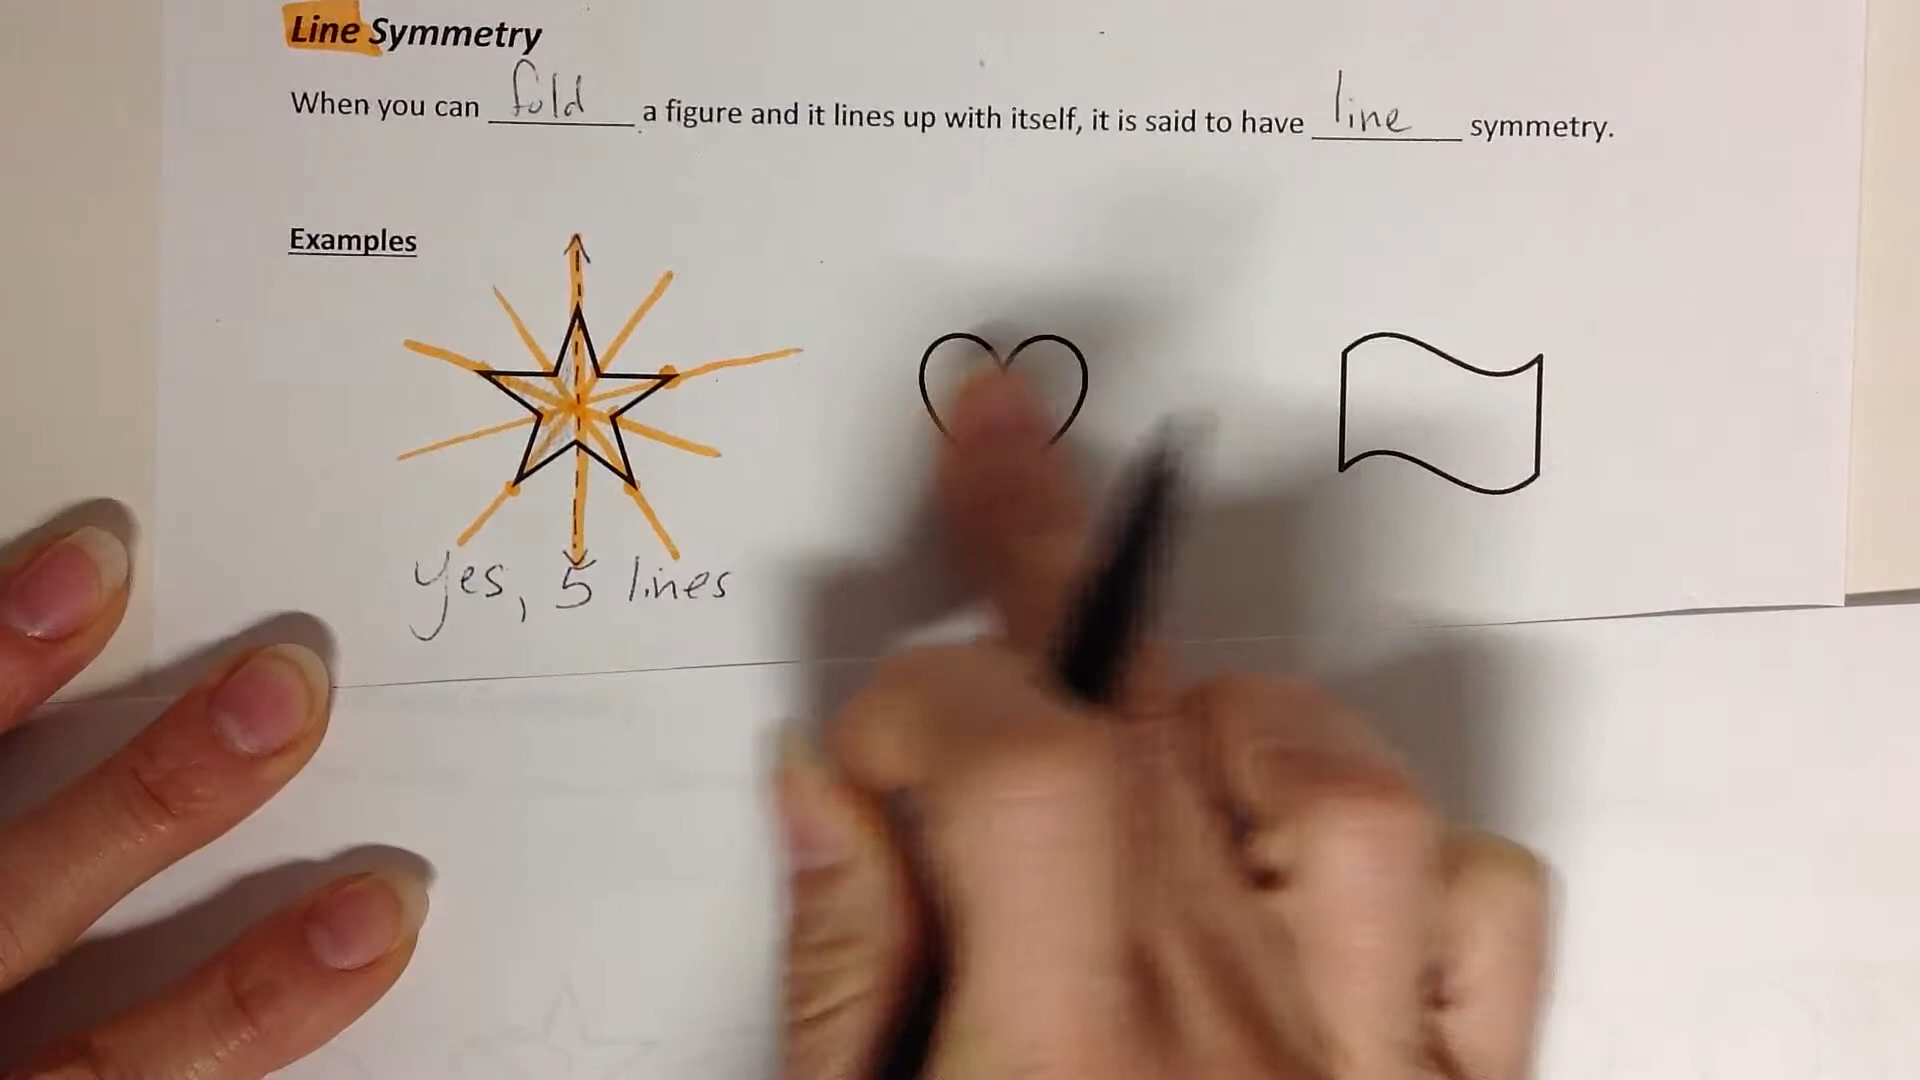 Line Symmetry
When you can fold a figure and it lines up with itself, it is said to have line symmetry.
Examples
yes, 5 lines